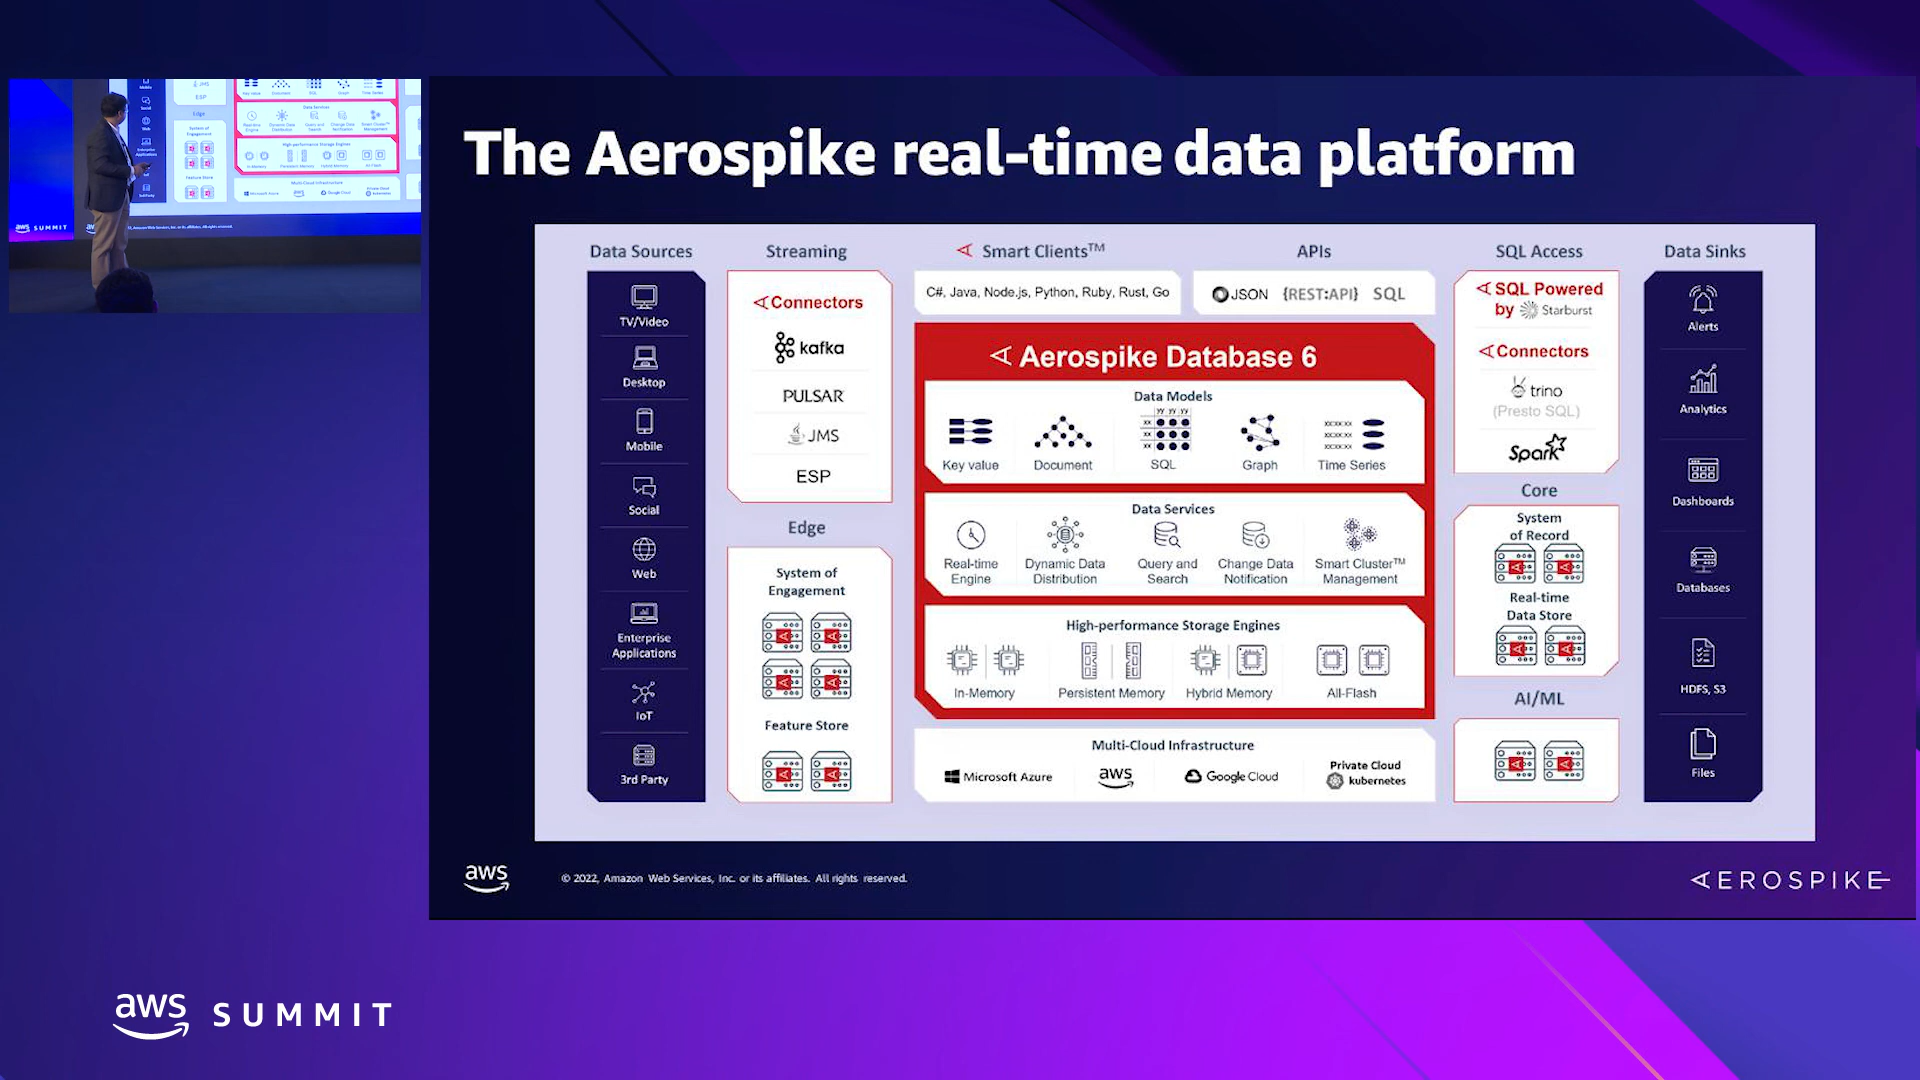 The Aerospike real-time data platform
Data Sources
TV/Video
Desktop
Mobile
Social
Web
Enterprise
Applications
IoT
3rd Party
Streaming
Connectors
kafka
PULSAR
JMS
ESP
Edge
System of
Engagement
Feature Store
Smart Clients™
C#, Java, Node.js, Python, Ruby, Rust, Go
APIs
JSON {REST:API} SQL
Aerospike Database 6
Data Models
Key value
Document
SQL
Graph
Time Series
Data Services
Real-time
Engine
Dynamic Data
Distribution
Query and
Search
Change Data
Notification
Smart Cluster™
Management
High-performance Storage Engines
In-Memory
Persistent Memory
Hybrid Memory
All-Flash
Multi-Cloud Infrastructure
Microsoft Azure
aws
Google Cloud
Private Cloud
kubernetes
SQL Access
SQL Powered
by Starburst
Connectors
trino
(Presto SQL)
Spark
Core
System
of Record
Real-time
Data Store
AI/ML
Data Sinks
Alerts
Analytics
Dashboards
Databases
HDFS, S3
Files
aws
© 2022, Amazon Web Services, Inc. or its affiliates. All rights reserved.
AEROSPIKE
aws SUMMIT